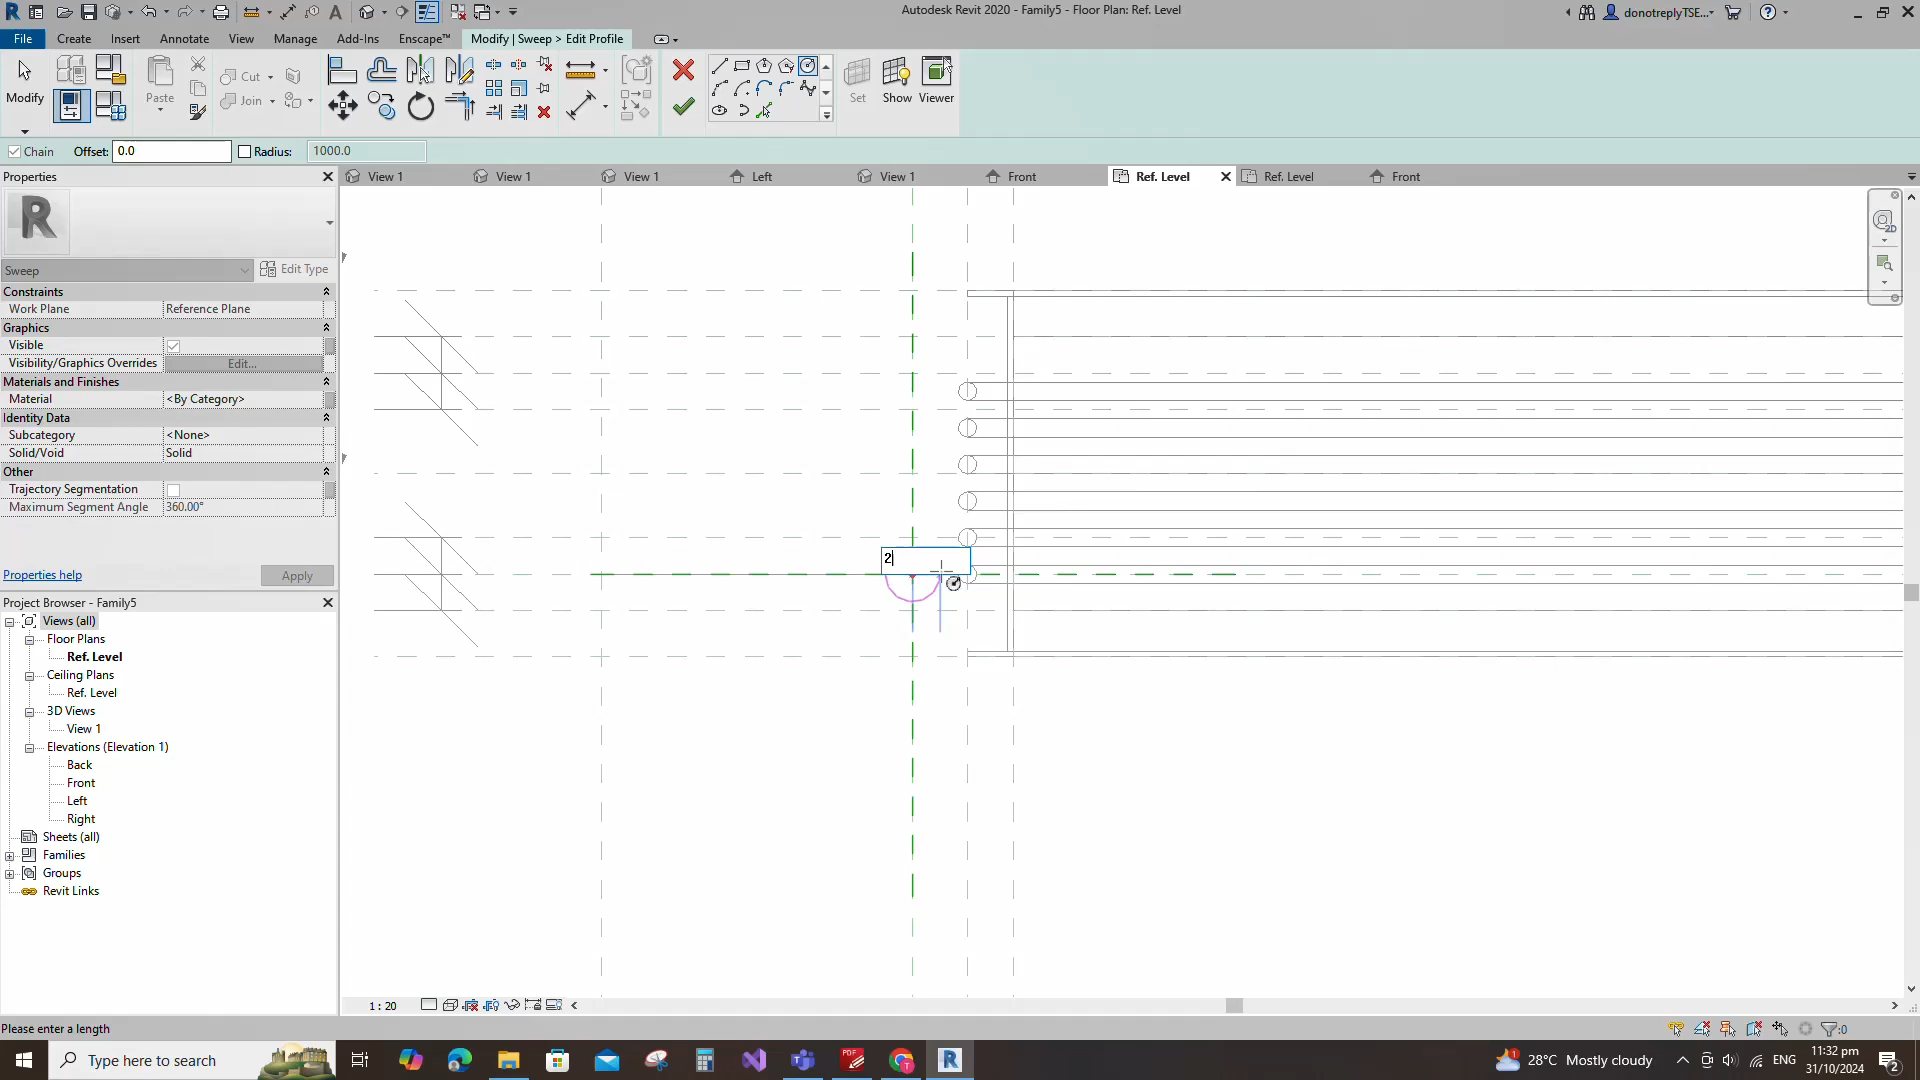 Autodesk Revit 2020 - Family5 - Floor Plan: Ref. Level
donotreplyTSE...
File
Create
Insert
Annotate
View
Manage
Add-Ins
Enscape™
Modify | Sweep > Edit Profile
Modify
Paste
Cut
Join
Set
Show
Viewer
Chain
Offset:
0.0
Radius:
1000.0
Properties
View 1
View 1
View 1
Left
View 1
Front
Ref. Level
Ref. Level
Front
Sweep
Edit Type
Constraints
Work Plane
Reference Plane
Graphics
Visible
Visibility/Graphics Overrides
Edit...
Materials and Finishes
Material
<By Category>
Identity Data
Subcategory
<None>
Solid/Void
Solid
Other
Trajectory Segmentation
Maximum Segment Angle
360.00°
Properties help
Apply
Project Browser - Family5
Views (all)
Floor Plans
Ref. Level
Ceiling Plans
Ref. Level
3D Views
View 1
Elevations (Elevation 1)
Back
Front
Left
Right
Sheets (all)
Families
Groups
Revit Links
2
2D
1 : 20
Please enter a length
:0
Type here to search
28°C Mostly cloudy
ENG
11:32 pm
31/10/2024
2